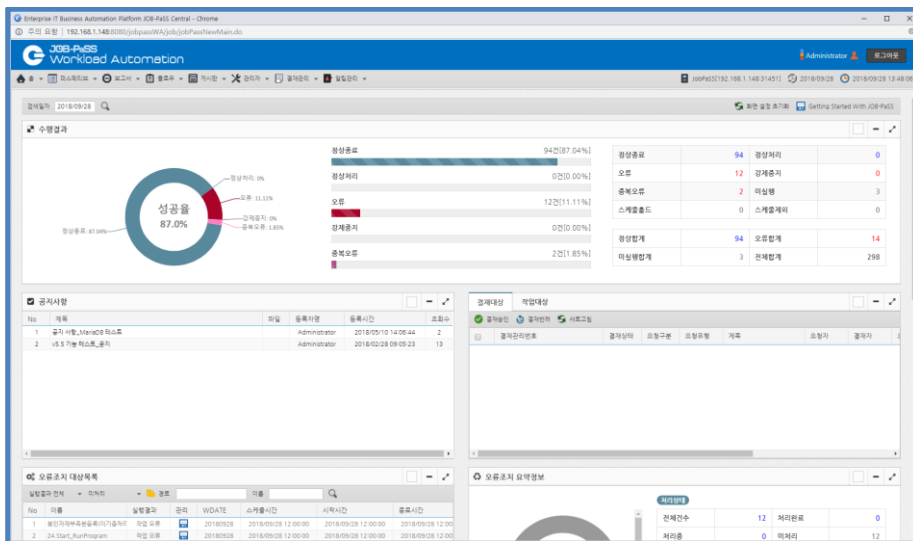 Enterprise IT Business Automation Platform JOB-PaSS Central - Chrome
주의 요함 | 192.168.1.148:8080/jobpassWA/job/jobPassNewMain.do
JOB-PaSS
Workload Automation
Administrator 로그아웃
홈 퍼스펙티브 보고서 플로우 게시판 관리자 결재관리 알림관리 JobPaSS[192.168.1.148:31451] 2018/09/28 2018/09/28 13:48:06
검색일자 2018/09/28 화면 설정 초기화 Getting Started With JOB-PaSS
수행결과
정상처리: 0%
오류: 11.11%
강제중지: 0%
중복오류: 1.85%
정상종료: 87.04%
성공율
87.0%
정상종료 94건[87.04%]
정상처리 0건[0.00%]
오류 12건[11.11%]
강제중지 0건[0.00%]
중복오류 2건[1.85%]
정상종료 94 정상처리 0
오류 12 강제중지 0
중복오류 2 미실행 3
스케줄홀드 0 스케줄제외 0
정상합계 94 오류합계 14
미실행합계 3 전체합계 298
공지사항
No 제목 파일 등록자명 등록시간 조회수
1 공지 사항_MariaDB 테스트 Administrator 2018/05/10 14:06:44 2
2 v5.5 기능 테스트_공지 Administrator 2018/02/28 09:05:23 13
결재대상 작업대상
결재승인 결재반려 새로고침
결재관리번호 결재상태 요청구분 요청유형 제목 요청자 결재자
오류조치 대상목록
실행결과 전체 미처리 경로 이름
No 이름 실행결과 관리 WDATE 스케줄시간 시작시간 종료시간
1 작업 오류 20180928 2018/09/28 12:00:00 2018/09/28 12:00:00 2018/09/28 12:00
2 24.Start_RunProgram 작업 오류 20180928 2018/09/28 12:00:00 2018/09/28 12:00:00 2018/09/28 12:00
오류조치 요약정보
처리상태
전체건수 12 처리완료 0
처리중 0 미처리 12